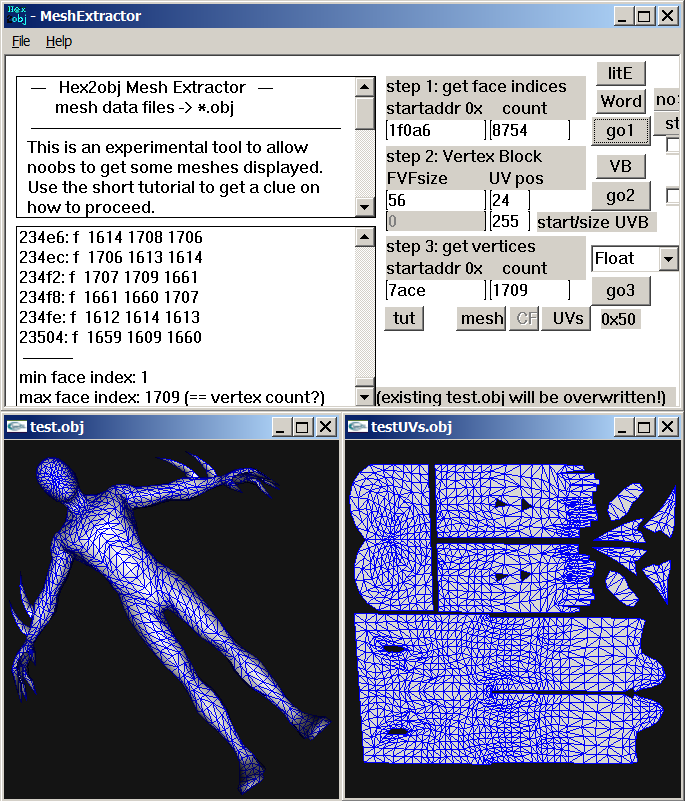 Hex
obj - MeshExtractor
File Help
— Hex2obj Mesh Extractor —
mesh data files -> *.obj
This is an experimental tool to allow
noobs to get some meshes displayed.
Use the short tutorial to get a clue on
how to proceed.
234e6: f 1614 1708 1706
234ec: f 1706 1613 1614
234f2: f 1707 1709 1661
234f8: f 1661 1660 1707
234fe: f 1612 1614 1613
23504: f 1659 1609 1660
min face index: 1
max face index: 1709 (== vertex count?)
step 1: get face indices
startaddr 0x count
1f0a6 8754
litE
Word
go1
no
st
step 2: Vertex Block
FVFsize UV pos
56 24
0 255 start/size UVB
VB
go2
step 3: get vertices
startaddr 0x count
7ace 1709
Float
go3
tut mesh CF UVs 0x50
(existing test.obj will be overwritten!)
test.obj
testUVs.obj